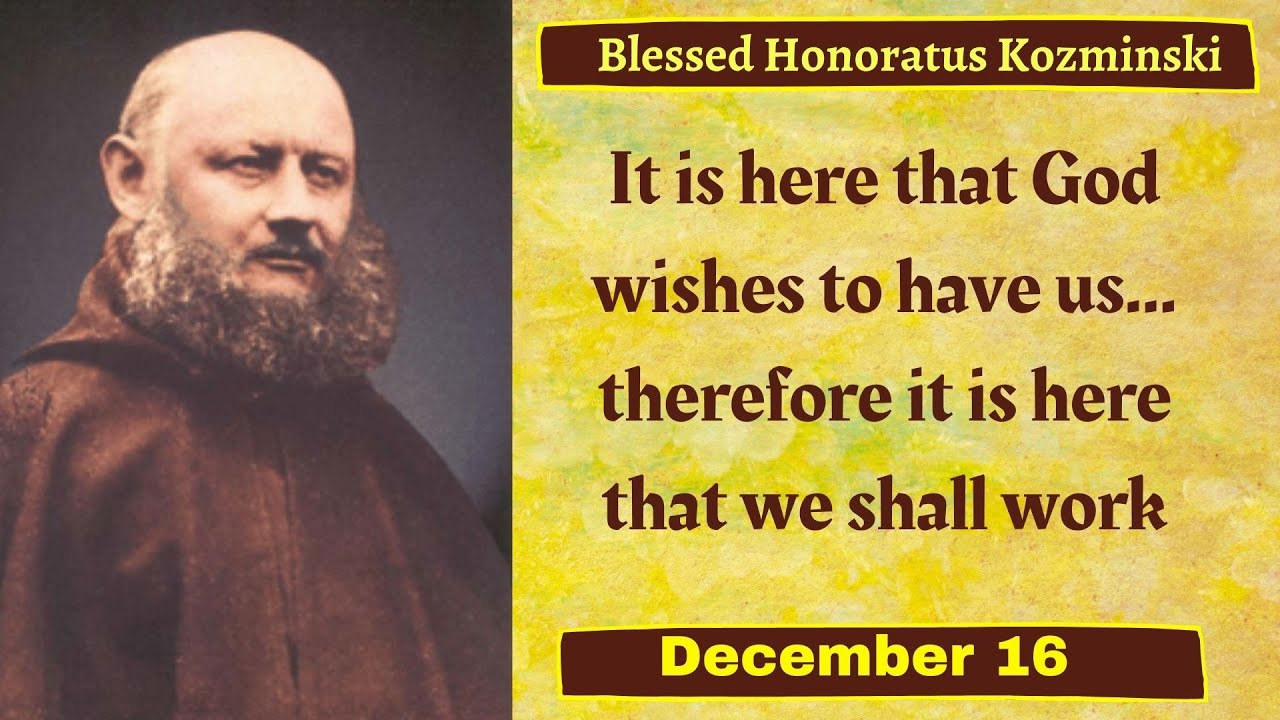 Blessed Honoratus Kozminski
It is here that God
wishes to have us...
therefore it is here
that we shall work
December 16